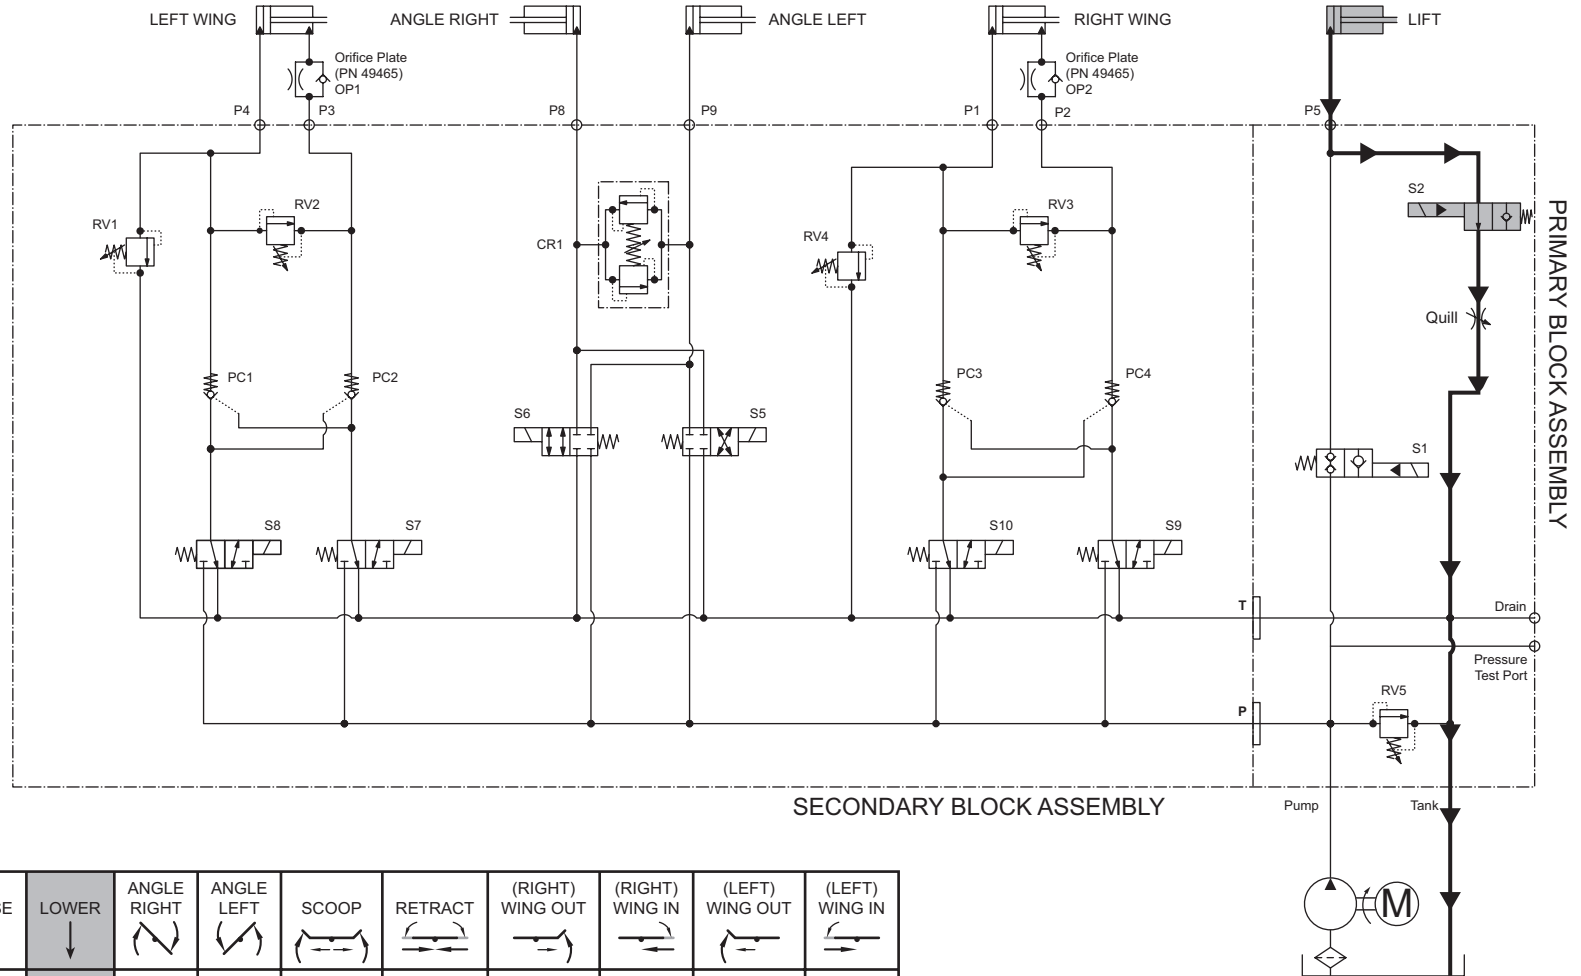 LEFT WING
ANGLE RIGHT
ANGLE LEFT
RIGHT WING
LIFT
Orifice Plate
(PN 49465)
OP1
Orifice Plate
(PN 49465)
OP2
P4
P3
P8
P9
P1
P2
P5
RV1
RV2
CR1
RV4
RV3
S2
Quill
PRIMARY BLOCK ASSEMBLY
PC1
PC2
PC3
PC4
S6
S5
S1
S8
S7
S10
S9
T
Drain
Pressure
Test Port
P
RV5
SECONDARY BLOCK ASSEMBLY
Pump
Tank
M
E
LOWER
ANGLE
RIGHT
ANGLE
LEFT
SCOOP
RETRACT
(RIGHT)
WING OUT
(RIGHT)
WING IN
(LEFT)
WING OUT
(LEFT)
WING IN